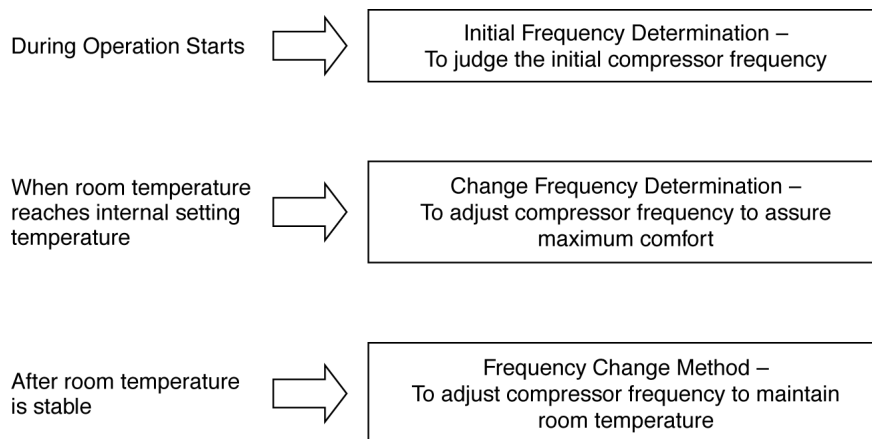 During Operation Starts
Initial Frequency Determination –
To judge the initial compressor frequency
When room temperature
reaches internal setting
temperature
Change Frequency Determination –
To adjust compressor frequency to assure
maximum comfort
After room temperature
is stable
Frequency Change Method –
To adjust compressor frequency to maintain
room temperature